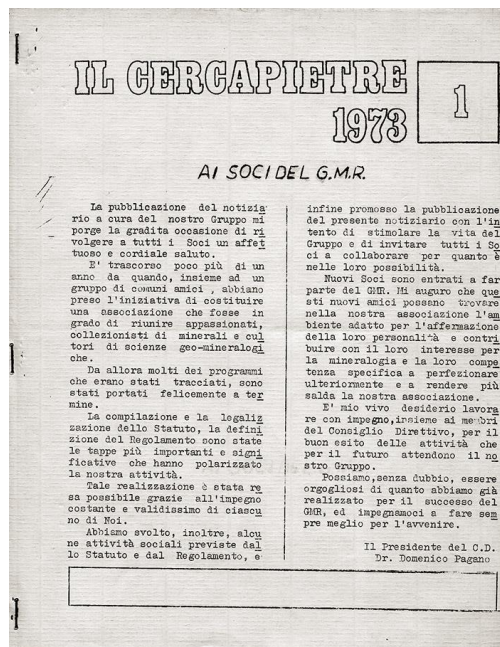 IL CERCAPIETRE
1973
1
AI SOCI DEL G.M.R.
La pubblicazione del notizia
rio a cura del nostro Gruppo mi
porge la gradita occasione di ri
volgere a tutti i Soci un affet
tuoso e cordiale saluto.
E' trascorso poco più di un
anno da quando, insieme ad un
gruppo di comuni amici, abbiano
preso l'iniziativa di costituire
una associazione che fosse in
grado di riunire appassionati,
collezionisti di minerali e cul
tori di scienze geo-mineralogi
che.
Da allora molti dei programmi
che erano stati tracciati, sono
stati portati felicemente a ter
mine.
La compilazione e la legaliz
zazione dello Statuto, la defini
zione del Regolamento sono state
le tappe più importanti e signi
ficative che hanno polarizzato
la nostra attività.
Tale realizzazione è stata re
sa possibile grazie all'impegno
costante e validissimo di ciascu
no di Noi.
Abbiamo svolto, inoltre, alcu
ne attività sociali previste dal
lo Statuto e dal Regolamento, e
infine promosso la pubblicazione
del presente notiziario con l'in
tento di stimolare la vita del
Gruppo e di invitare tutti i So
ci a collaborare per quanto è
nelle loro possibilità.
Nuovi Soci sono entrati a far
parte del GMR. Mi auguro che que
sti nuovi amici possano trovare
nella nostra associazione l'am
biente adatto per l'affermazione
della loro personalità e contri
buire con il loro interesse per
la mineralogia e la loro compe
tenza specifica a perfezionare
ulteriormente e a rendere più
salda la nostra associazione.
E' mio vivo desiderio lavora
re con impegno,insieme ai membri
del Consiglio Direttivo, per il
buon esito delle attività che
per il futuro attendono il no
stro Gruppo.
Possiamo,senza dubbio, essere
orgogliosi di quanto abbiamo già
realizzato per il successo del
GMR, ed impegnamoci a fare sem
pre meglio per l'avvenire.
Il Presidente del C.D.
Dr. Domenico Pagano